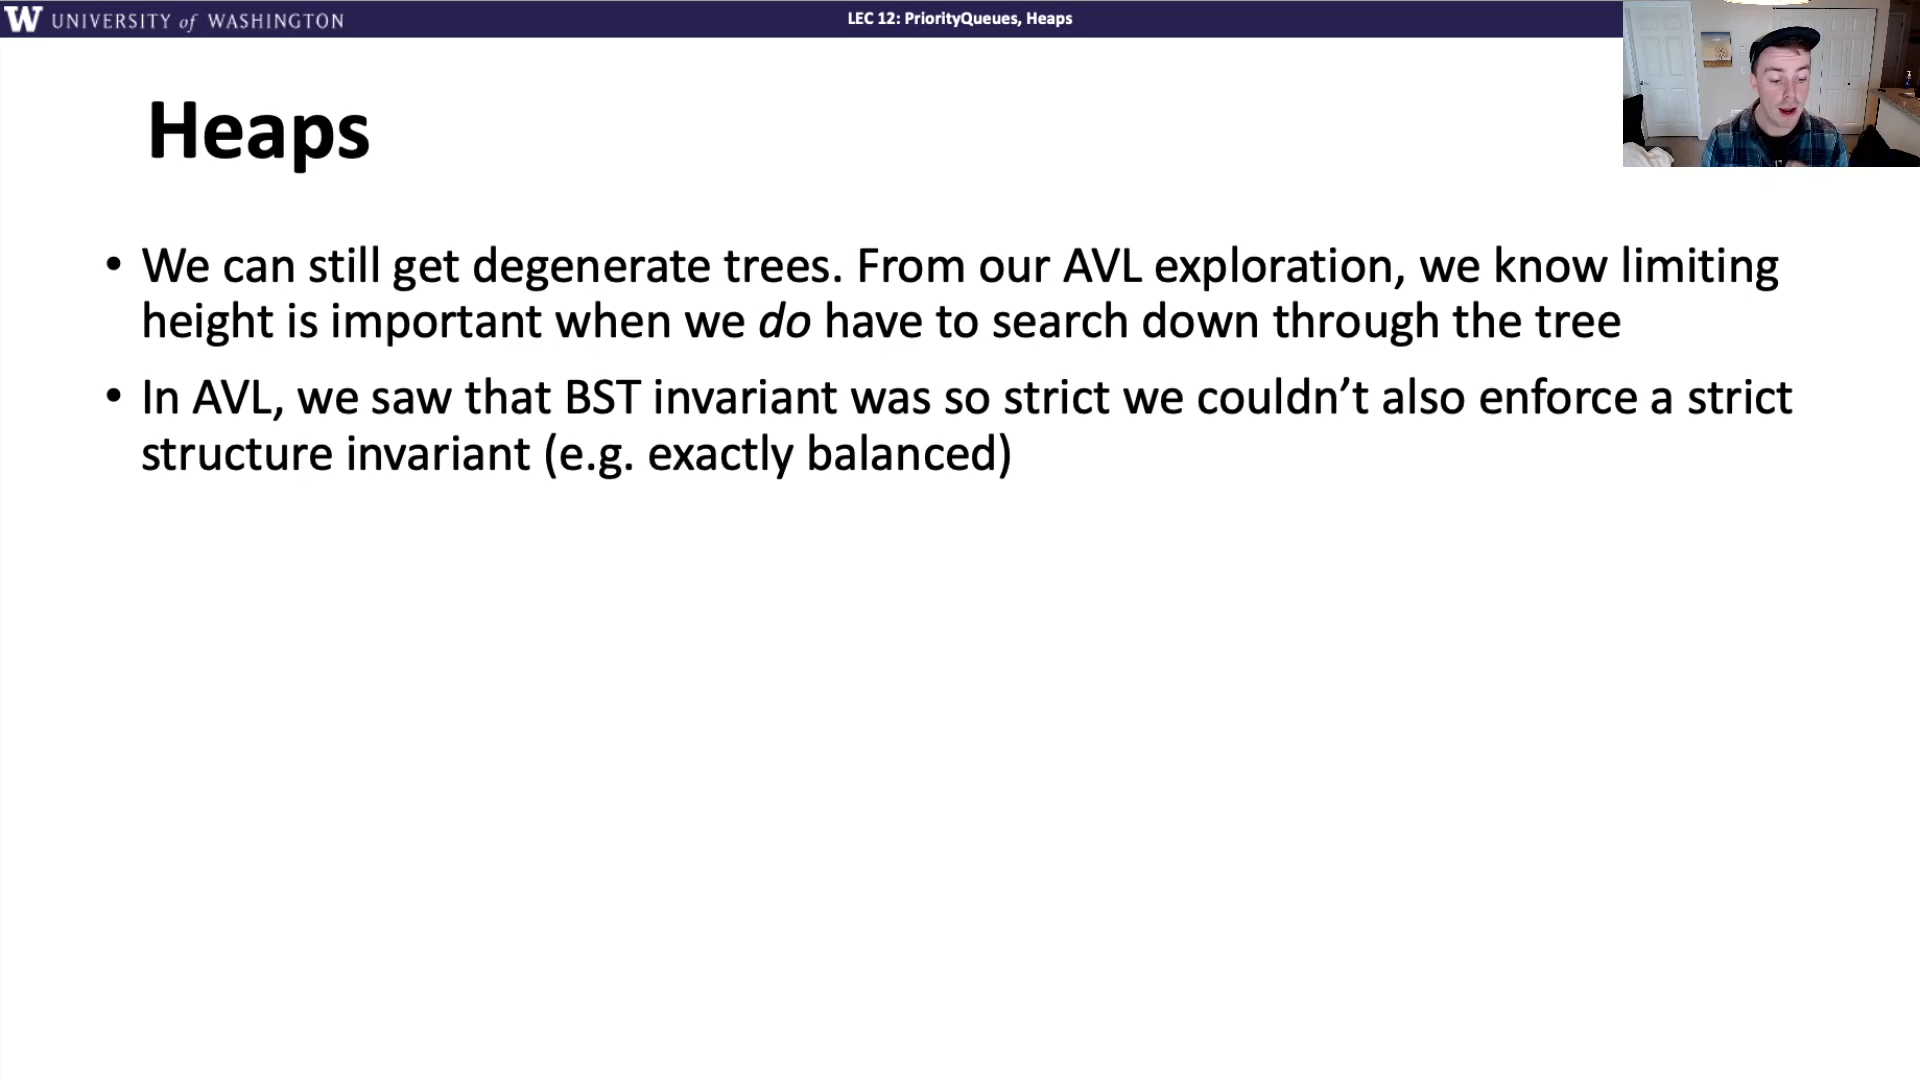 W UNIVERSITY of WASHINGTON
LEC 12: PriorityQueues, Heaps
Heaps
• We can still get degenerate trees. From our AVL exploration, we know limiting
height is important when we do have to search down through the tree
• In AVL, we saw that BST invariant was so strict we couldn’t also enforce a strict
structure invariant (e.g. exactly balanced)